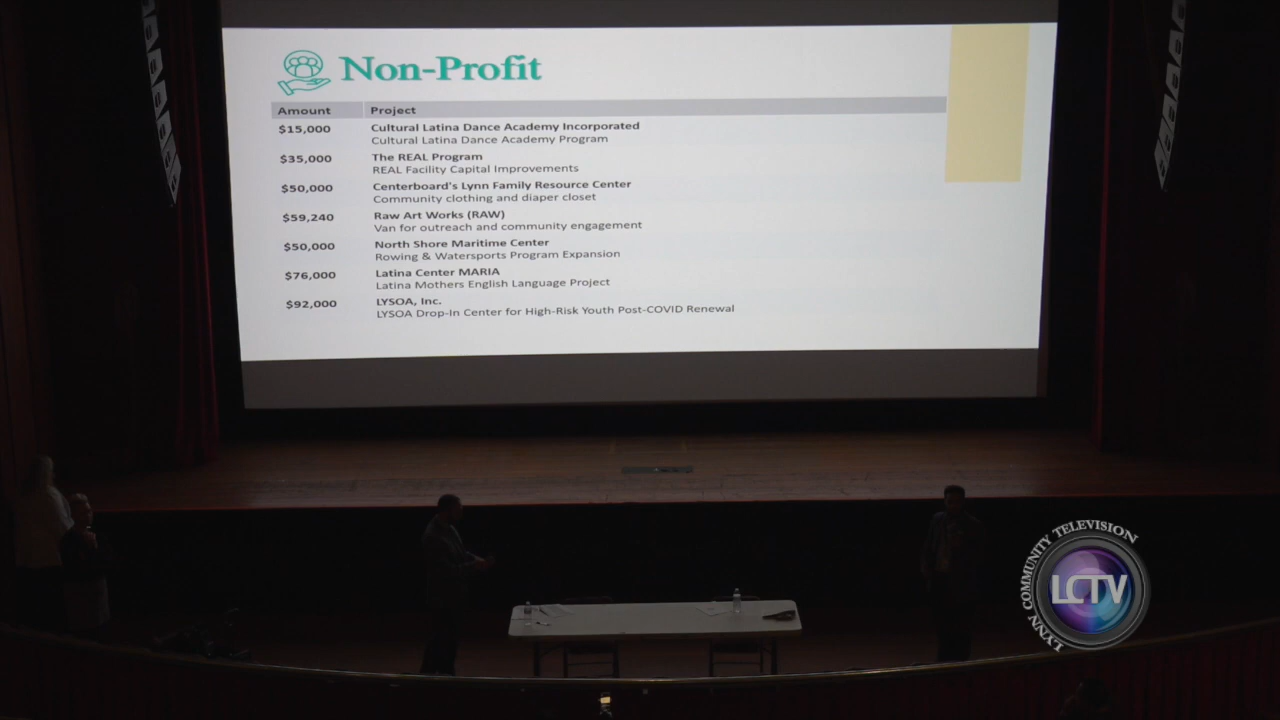 Non-Profit
Amount Project
$15,000 Cultural Latina Dance Academy Incorporated
Cultural Latina Dance Academy Program
$35,000 The REAL Program
REAL Facility Capital Improvements
$50,000 Centerboard's Lynn Family Resource Center
Community clothing and diaper closet
$59,240 Raw Art Works (RAW)
Van for outreach and community engagement
$50,000 North Shore Maritime Center
Rowing & Watersports Program Expansion
$76,000 Latina Center MARIA
Latina Mothers English Language Project
$92,000 LYSOA, Inc.
LYSOA Drop-In Center for High-Risk Youth Post-COVID Renewal
LYNN COMMUNITY TELEVISION
LCTV